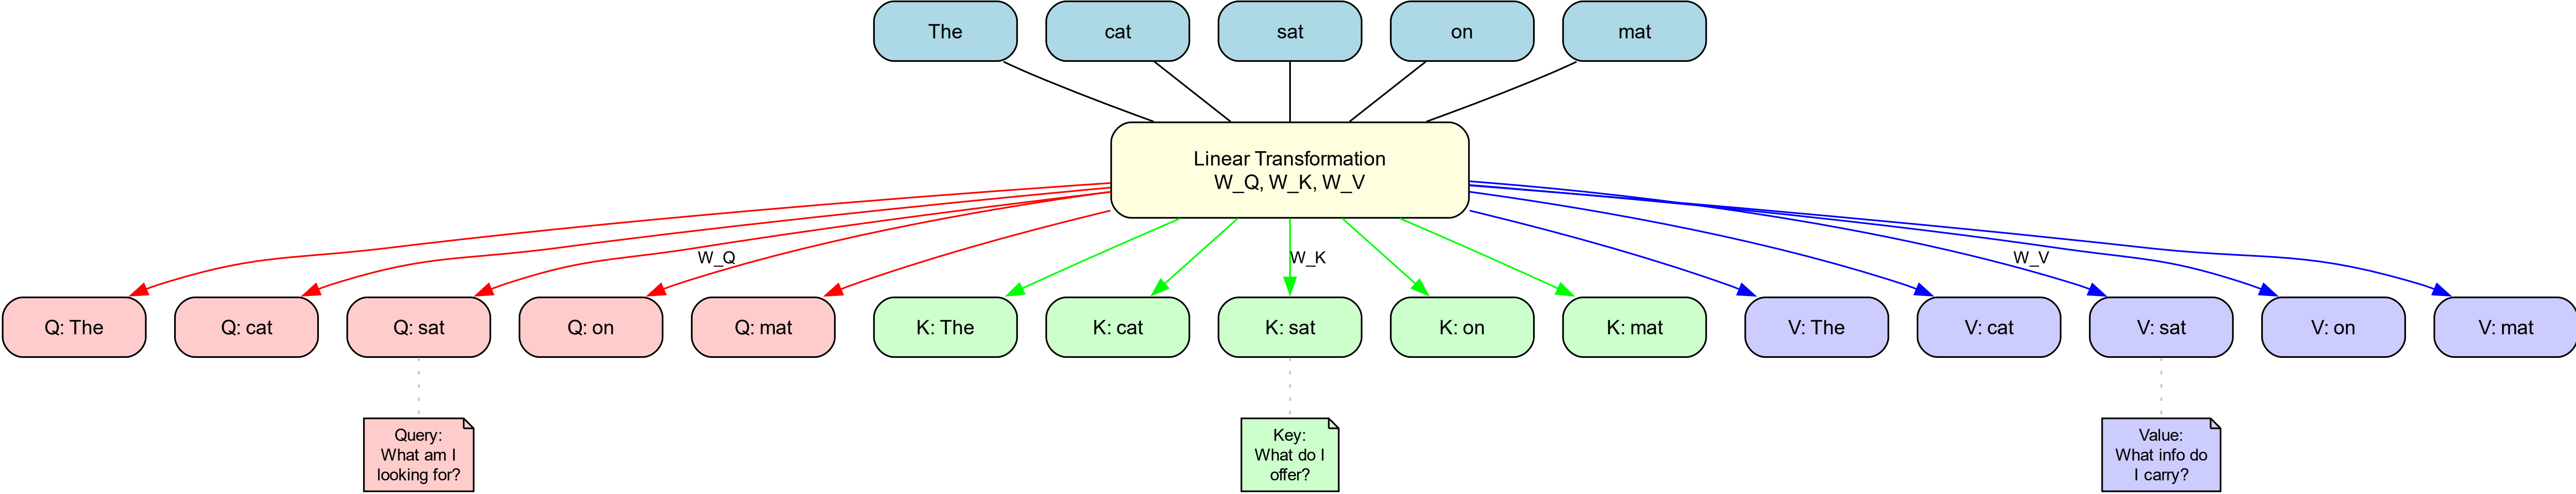 The
cat
sat
on
mat
Linear Transformation
W_Q, W_K, W_V
W_Q
W_K
W_V
Q: The
Q: cat
Q: sat
Q: on
Q: mat
K: The
K: cat
K: sat
K: on
K: mat
V: The
V: cat
V: sat
V: on
V: mat
Query:
What am I
looking for?
Key:
What do I
offer?
Value:
What info do
I carry?